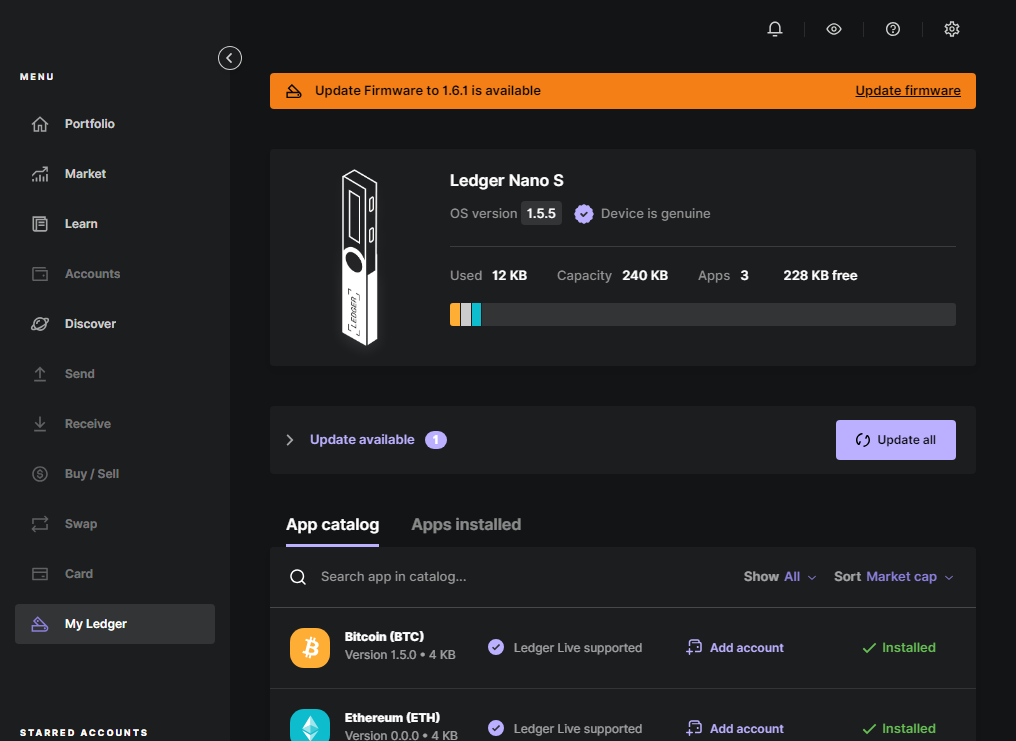 MENU
Portfolio
Market
Learn
Accounts
Discover
Send
Receive
Buy / Sell
Swap
Card
My Ledger
STARRED ACCOUNTS
Update Firmware to 1.6.1 is available
Update firmware
LEDGER
Ledger Nano S
OS version 1.5.5 Device is genuine
Used 12 KB Capacity 240 KB Apps 3 228 KB free
Update available 1
Update all
App catalog Apps installed
Search app in catalog...
Show All Sort Market cap
Bitcoin (BTC)
Version 1.5.0 • 4 KB
Ledger Live supported
Add account
Installed
Ethereum (ETH)
Version 0.0.0 • 4 KB
Ledger Live supported
Add account
Installed